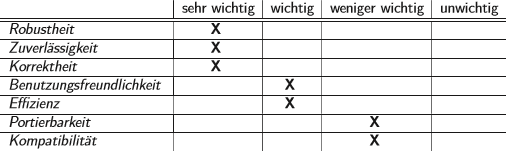 sehr wichtig wichtig weniger wichtig unwichtig
Robustheit X
Zuverlässigkeit X
Korrektheit X
Benutzungsfreundlichkeit X
Effizienz X
Portierbarkeit X
Kompatibilität X